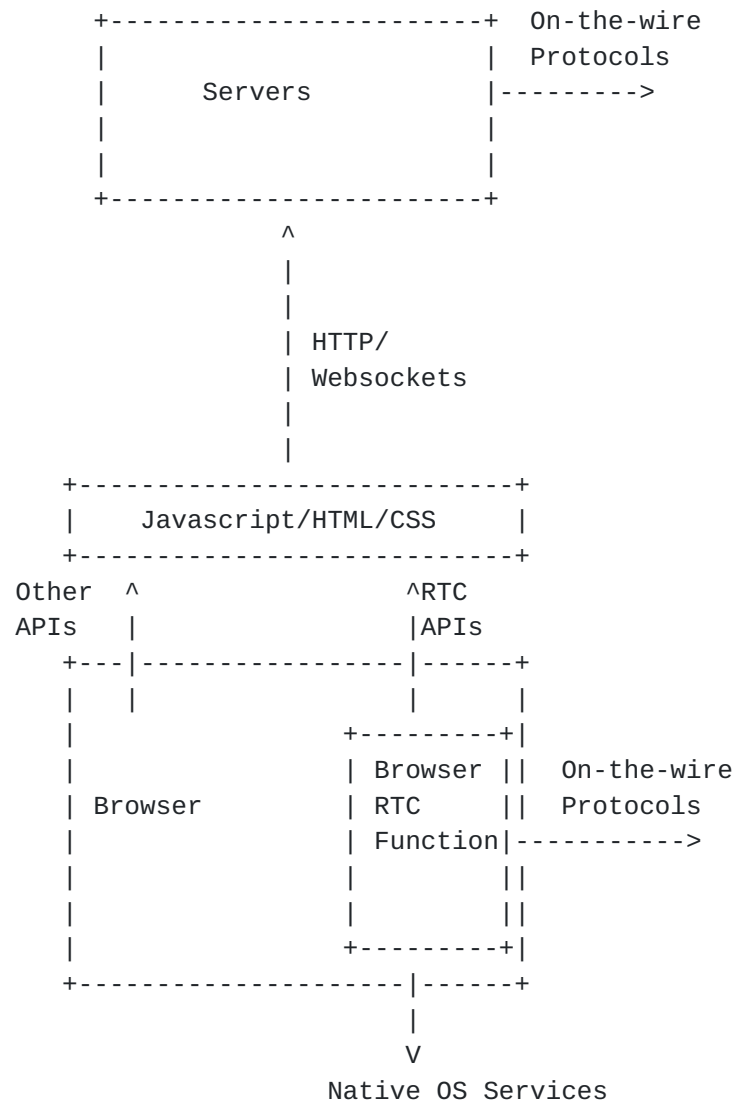 On-the-wire
Protocols
Servers
HTTP/
Websockets
Javascript/HTML/CSS
Other
APIs
RTC
APIs
Browser
Browser
RTC
Function
On-the-wire
Protocols
Native OS Services